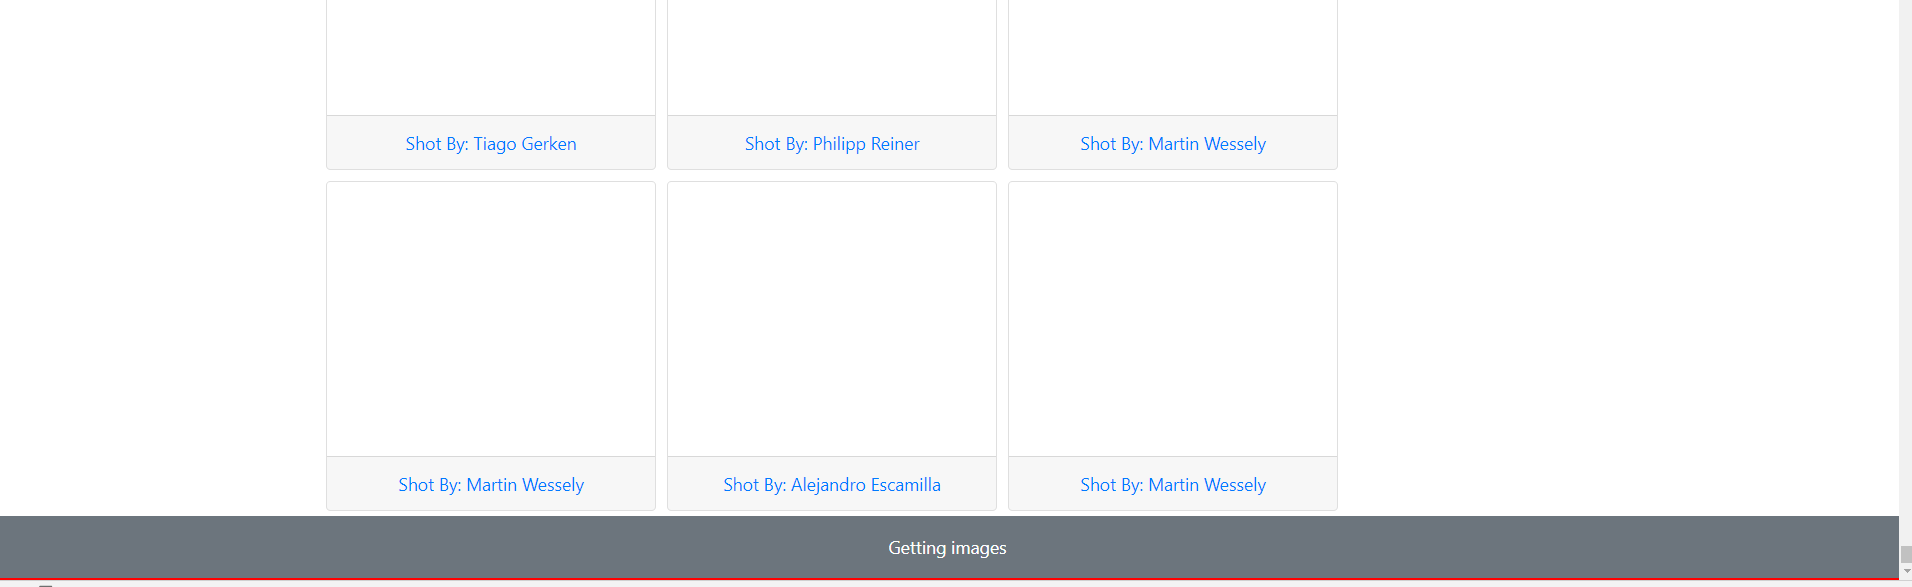 Shot By: Tiago Gerken
Shot By: Philipp Reiner
Shot By: Martin Wessely
Shot By: Martin Wessely
Shot By: Alejandro Escamilla
Shot By: Martin Wessely
Getting images